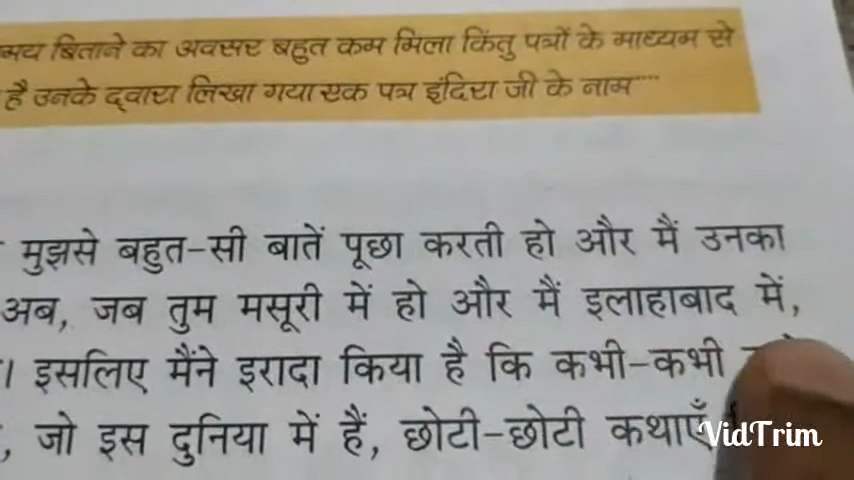 बिताने का अवसर बहुत कम मिला किंतु पत्रों के माध्यम से
है उनके द्वारा लिखा गया एक पत्र इंदिरा जी के नाम....
मुझसे बहुत-सी बातें पूछा करती हो और मैं उनका
अब, जब तुम मसूरी में हो और मैं इलाहाबाद में,
। इसलिए मैंने इरादा किया है कि कभी-कभी
, जो इस दुनिया में हैं, छोटी-छोटी कथाएँ
VidTrim